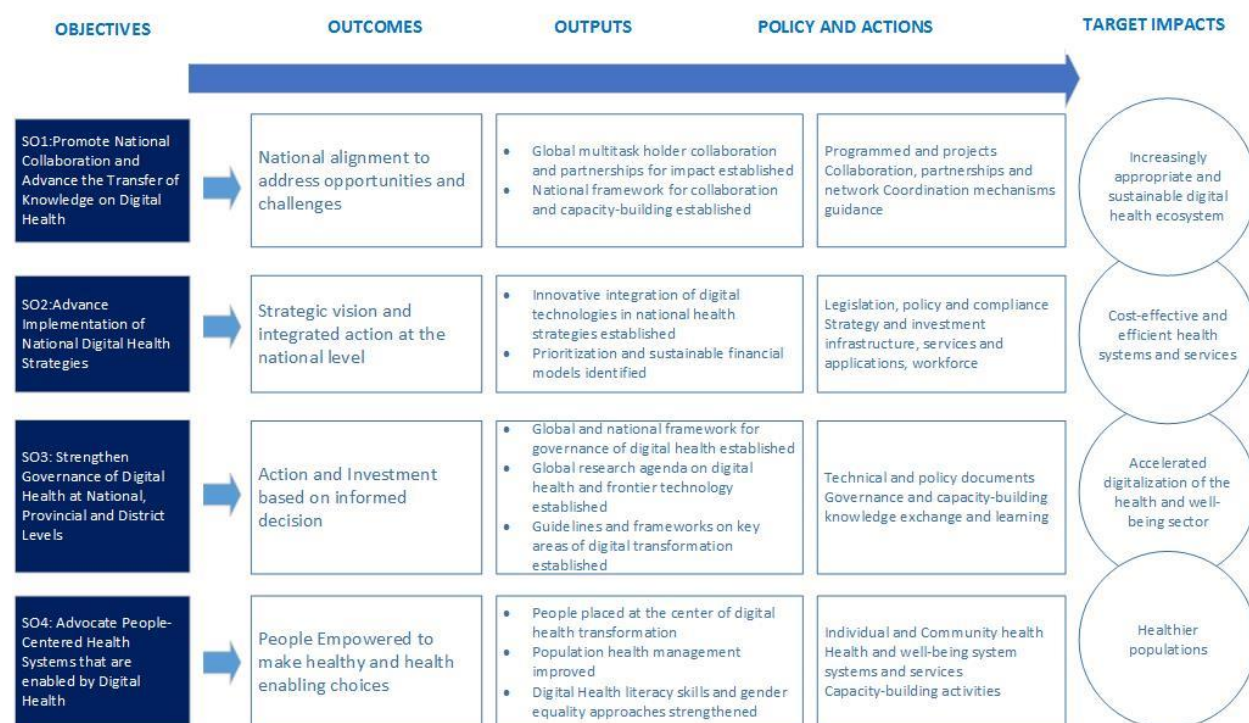 OBJECTIVES
OUTCOMES
OUTPUTS
POLICY AND ACTIONS
TARGET IMPACTS
SO1:Promote National
Collaboration and
Advance the Transfer of
Knowledge on Digital
Health
National alignment to
address opportunities and
challenges
• Global multitask holder collaboration
and partnerships for impact established
• National framework for collaboration
and capacity-building established
Programmed and projects
Collaboration, partnerships and
network Coordination mechanisms
guidance
Increasingly
appropriate and
sustainable digital
health ecosystem
SO2:Advance
Implementation of
National Digital Health
Strategies
Strategic vision and
integrated action at the
national level
• Innovative integration of digital
technologies in national health
strategies established
• Prioritization and sustainable financial
models identified
Legislation, policy and compliance
Strategy and investment
infrastructure, services and
applications, workforce
Cost-effective and
efficient health
systems and services
SO3: Strengthen
Governance of Digital
Health at National,
Provincial and District
Levels
Action and Investment
based on informed
decision
• Global and national framework for
governance of digital health established
• Global research agenda on digital
health and frontier technology
established
• Guidelines and frameworks on key
areas of digital transformation
established
Technical and policy documents
Governance and capacity-building
knowledge exchange and learning
Accelerated
digitalization of the
health and well-
being sector
SO4: Advocate People-
Centered Health
Systems that are
enabled by Digital
Health
People Empowered to
make healthy and health
enabling choices
• People placed at the center of digital
health transformation
• Population health management
improved
• Digital Health literacy skills and gender
equality approaches strengthened
Individual and Community health
Health and well-being system
systems and services
Capacity-building activities
Healthier
populations